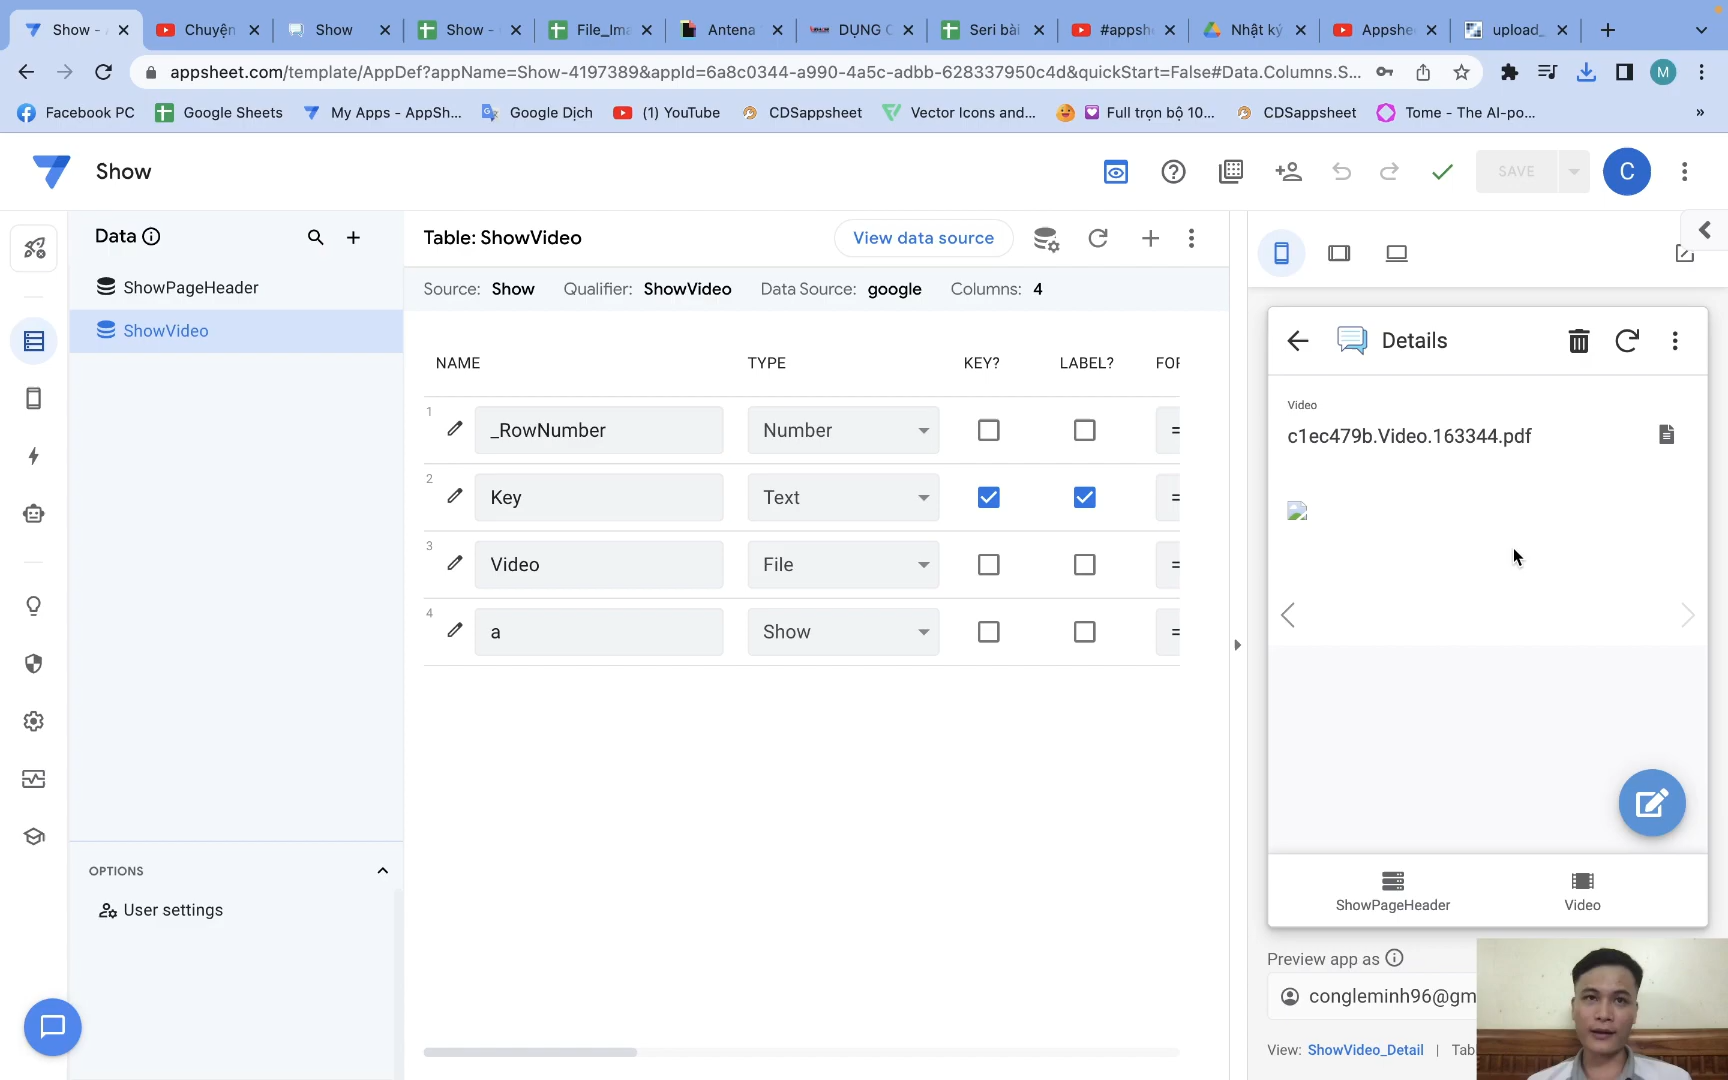 Show -
Chuyện
Show
Show -
File_Ima
Antena
DỤNG C
Seri bài
#appsh
Nhật ký
Appshe
upload_
appsheet.com/template/AppDef?appName=Show-4197389&appId=6a8c0344-a990-4a5c-adbb-628337950c4d&quickStart=False#Data.Columns.S...
M
Facebook PC
Google Sheets
My Apps - AppSh...
Google Dịch
(1) YouTube
CDSappsheet
Vector Icons and...
Full trọn bộ 10...
CDSappsheet
Tome - The AI-po...
»
Show
SAVE
C
Data
ShowPageHeader
ShowVideo
OPTIONS
User settings
Table: ShowVideo
View data source
Source: Show Qualifier: ShowVideo Data Source: google Columns: 4
NAME TYPE KEY? LABEL? FOR
1 _RowNumber Number =
2 Key Text =
3 Video File =
4 a Show =
Details
Video
c1ec479b.Video.163344.pdf
ShowPageHeader
Video
Preview app as
congleminh96@gm
View: ShowVideo_Detail | Tab